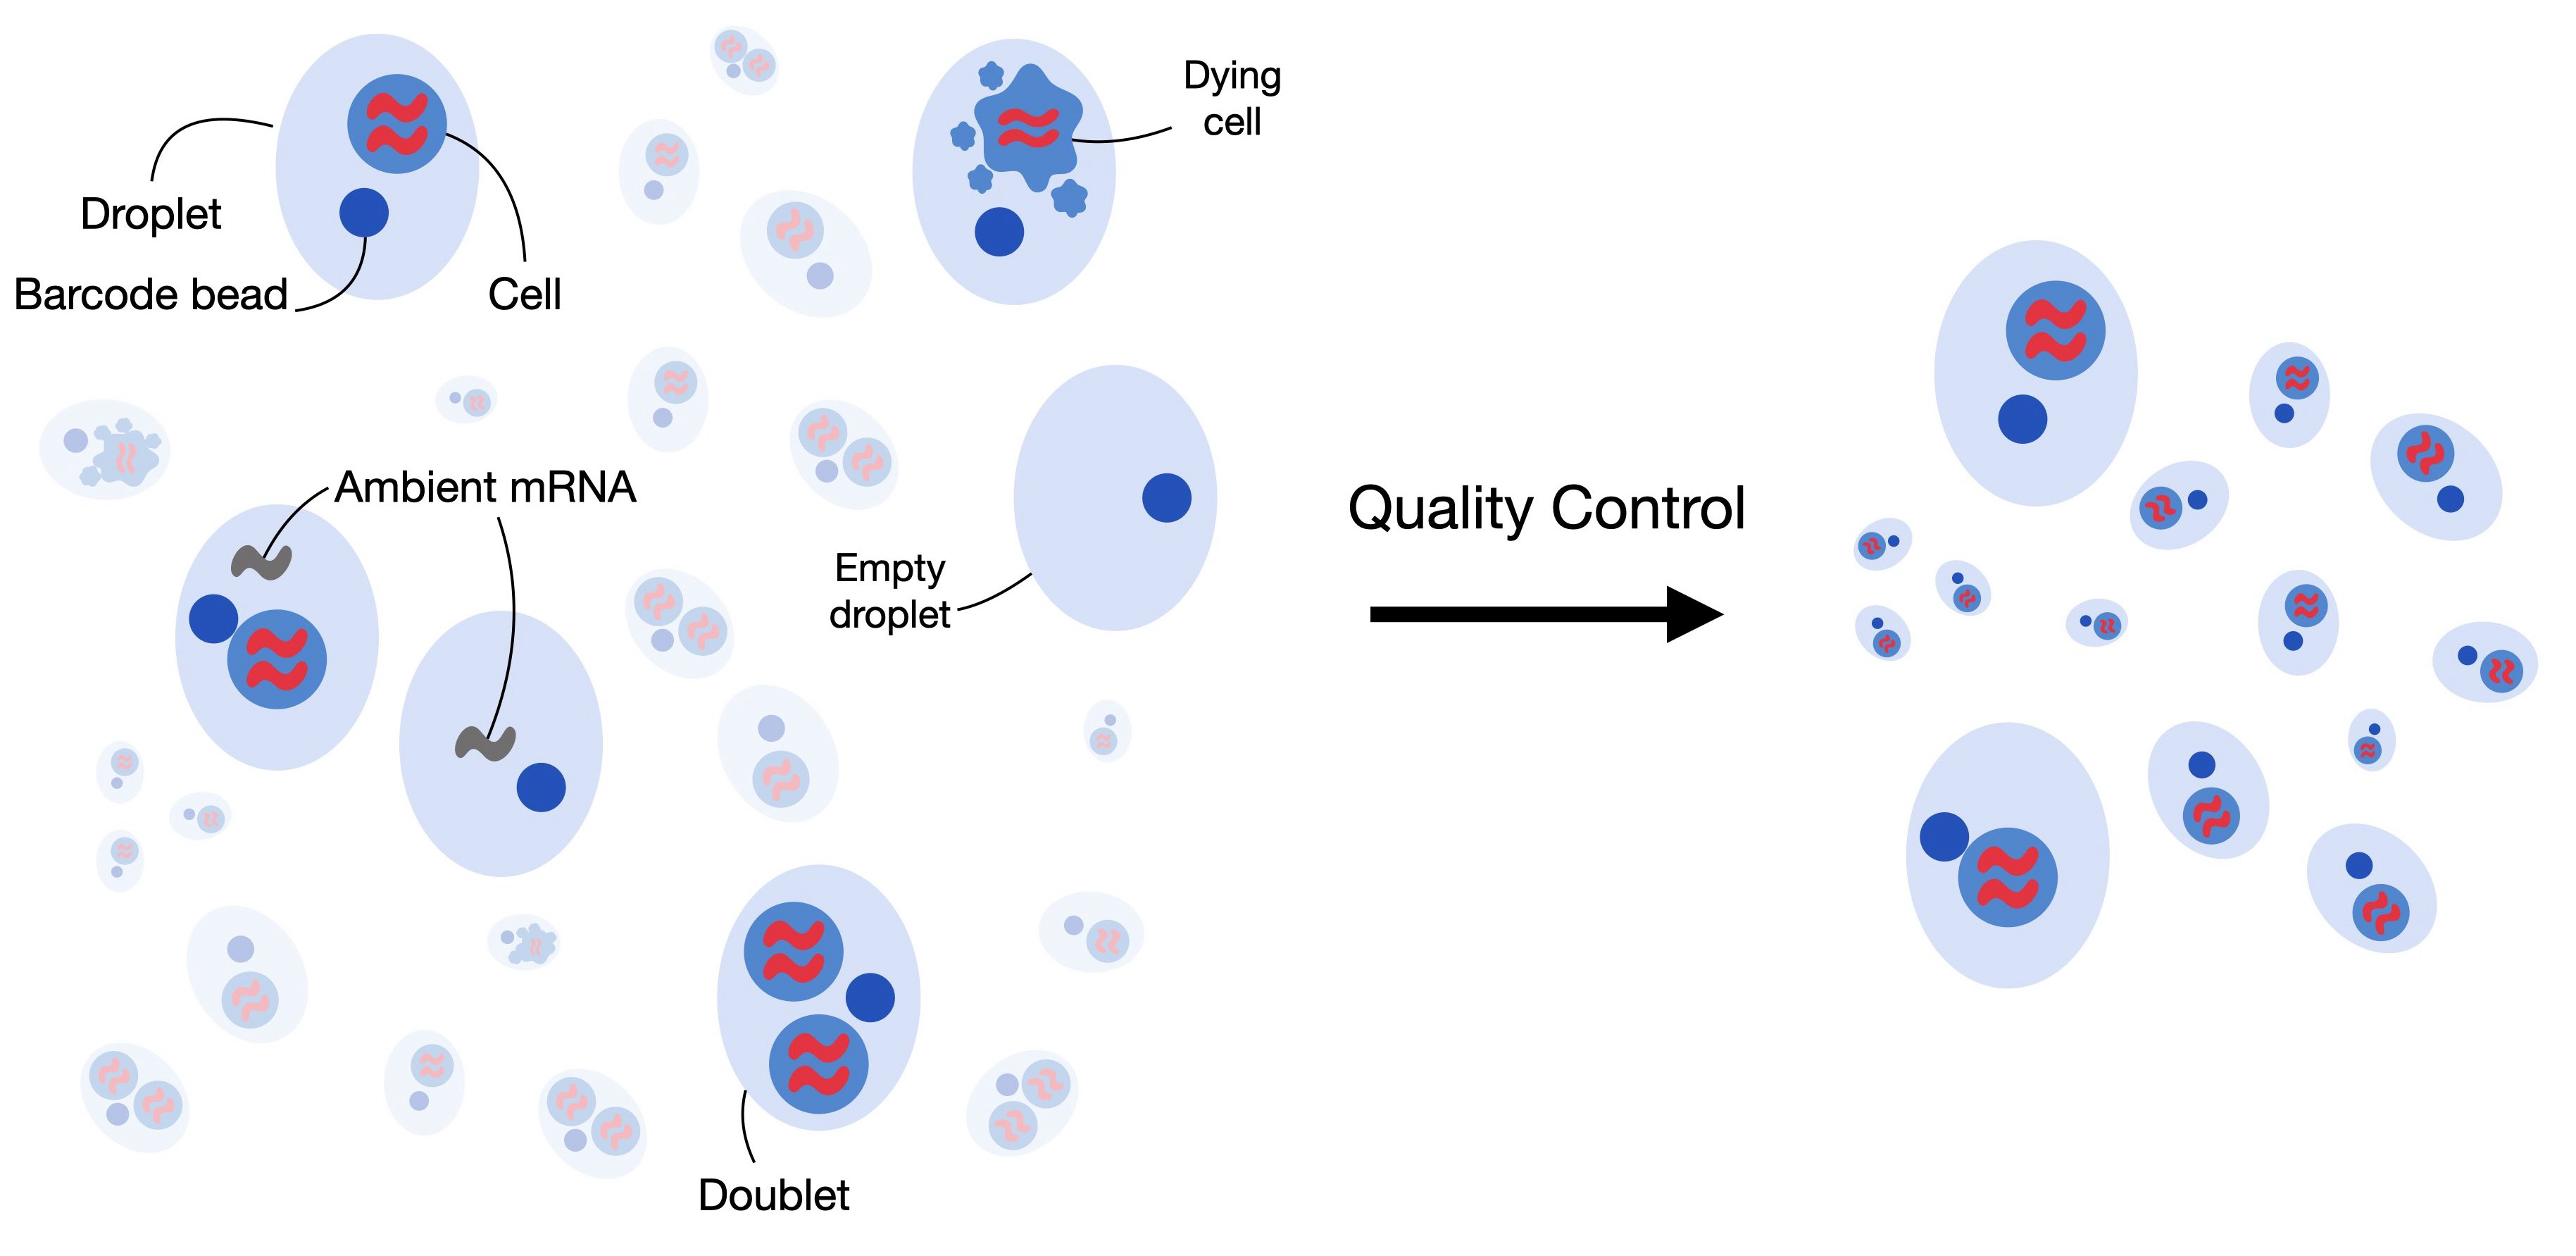 Droplet
Barcode bead
Cell
Dying
cell
Ambient mRNA
Empty
droplet
Doublet
Quality Control